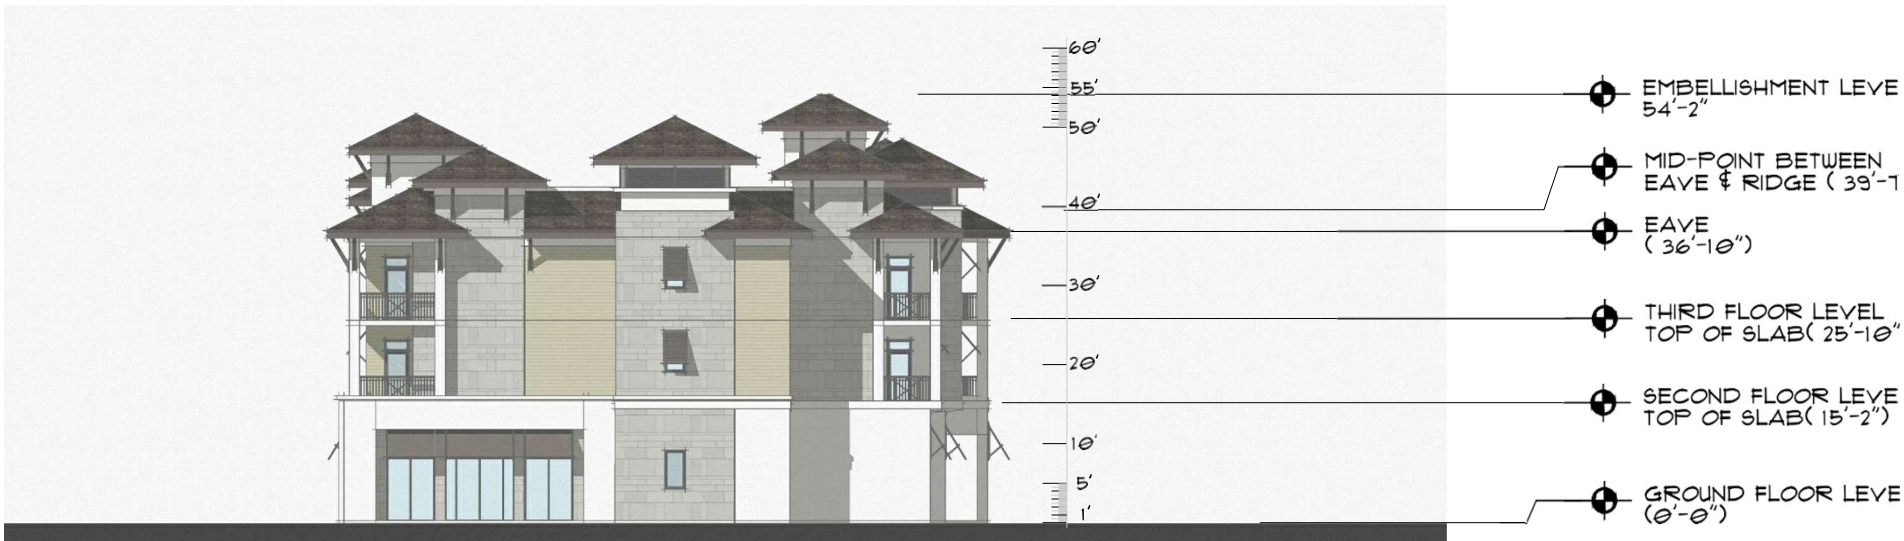 60'
55'
50'
40'
30'
20'
10'
5'
1'
EMBELLISHMENT LEVE
54'-2"
MID-POINT BETWEEN
EAVE & RIDGE ( 39'-1
EAVE
( 36'-10")
THIRD FLOOR LEVEL
TOP OF SLAB( 25'-10"
SECOND FLOOR LEVE
TOP OF SLAB( 15'-2")
GROUND FLOOR LEVE
(0'-0")